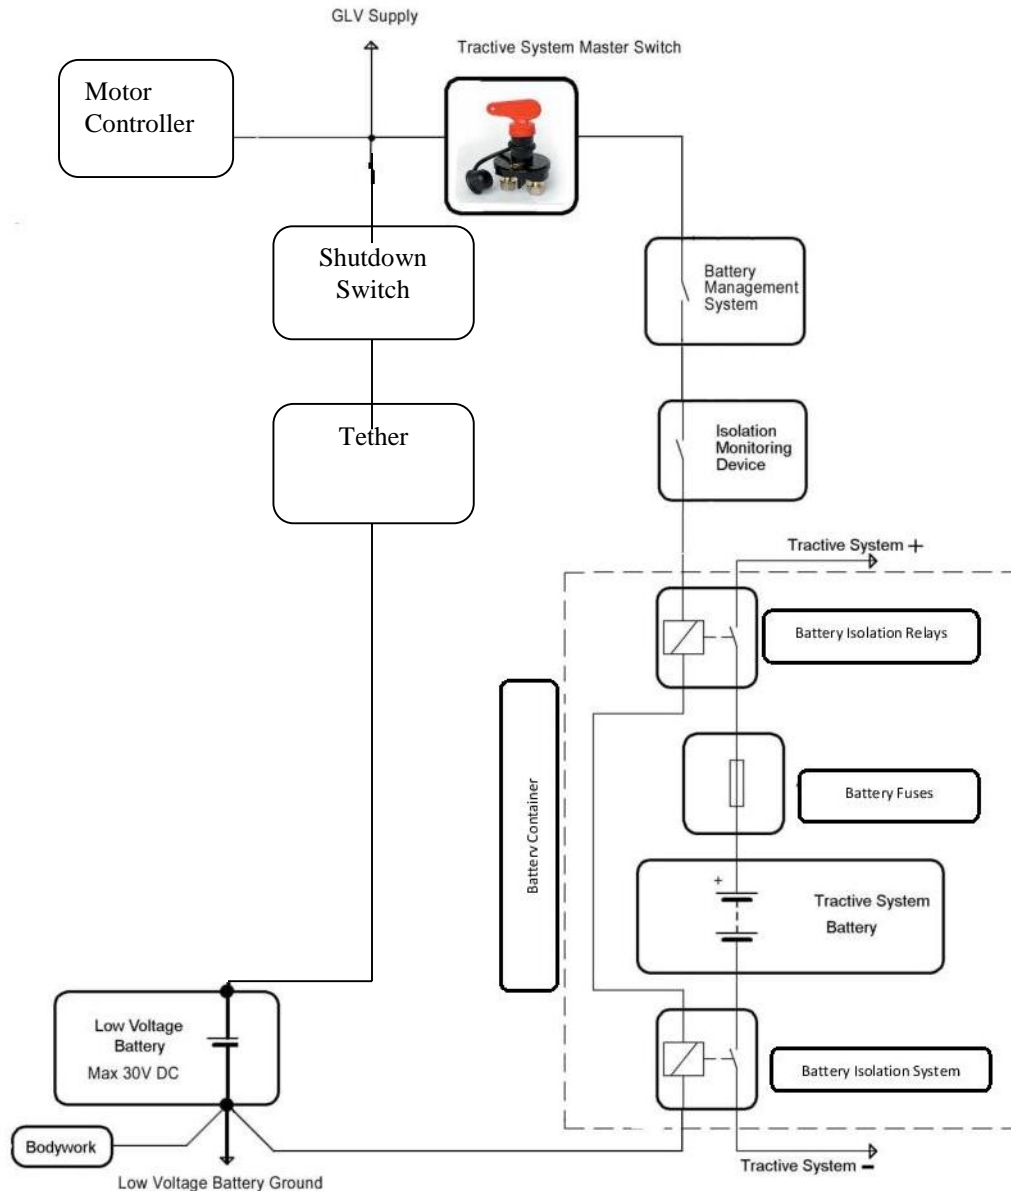 GLV Supply
Tractive System Master Switch
Motor
Controller
Shutdown
Switch
Battery
Management
System
Tether
Isolation
Monitoring
Device
Tractive System +
Battery Isolation Relays
Battery Container
Battery Fuses
+
Tractive System
Battery
Low Voltage
Battery
Max 30V DC
Battery Isolation System
Bodywork
Tractive System -
Low Voltage Battery Ground